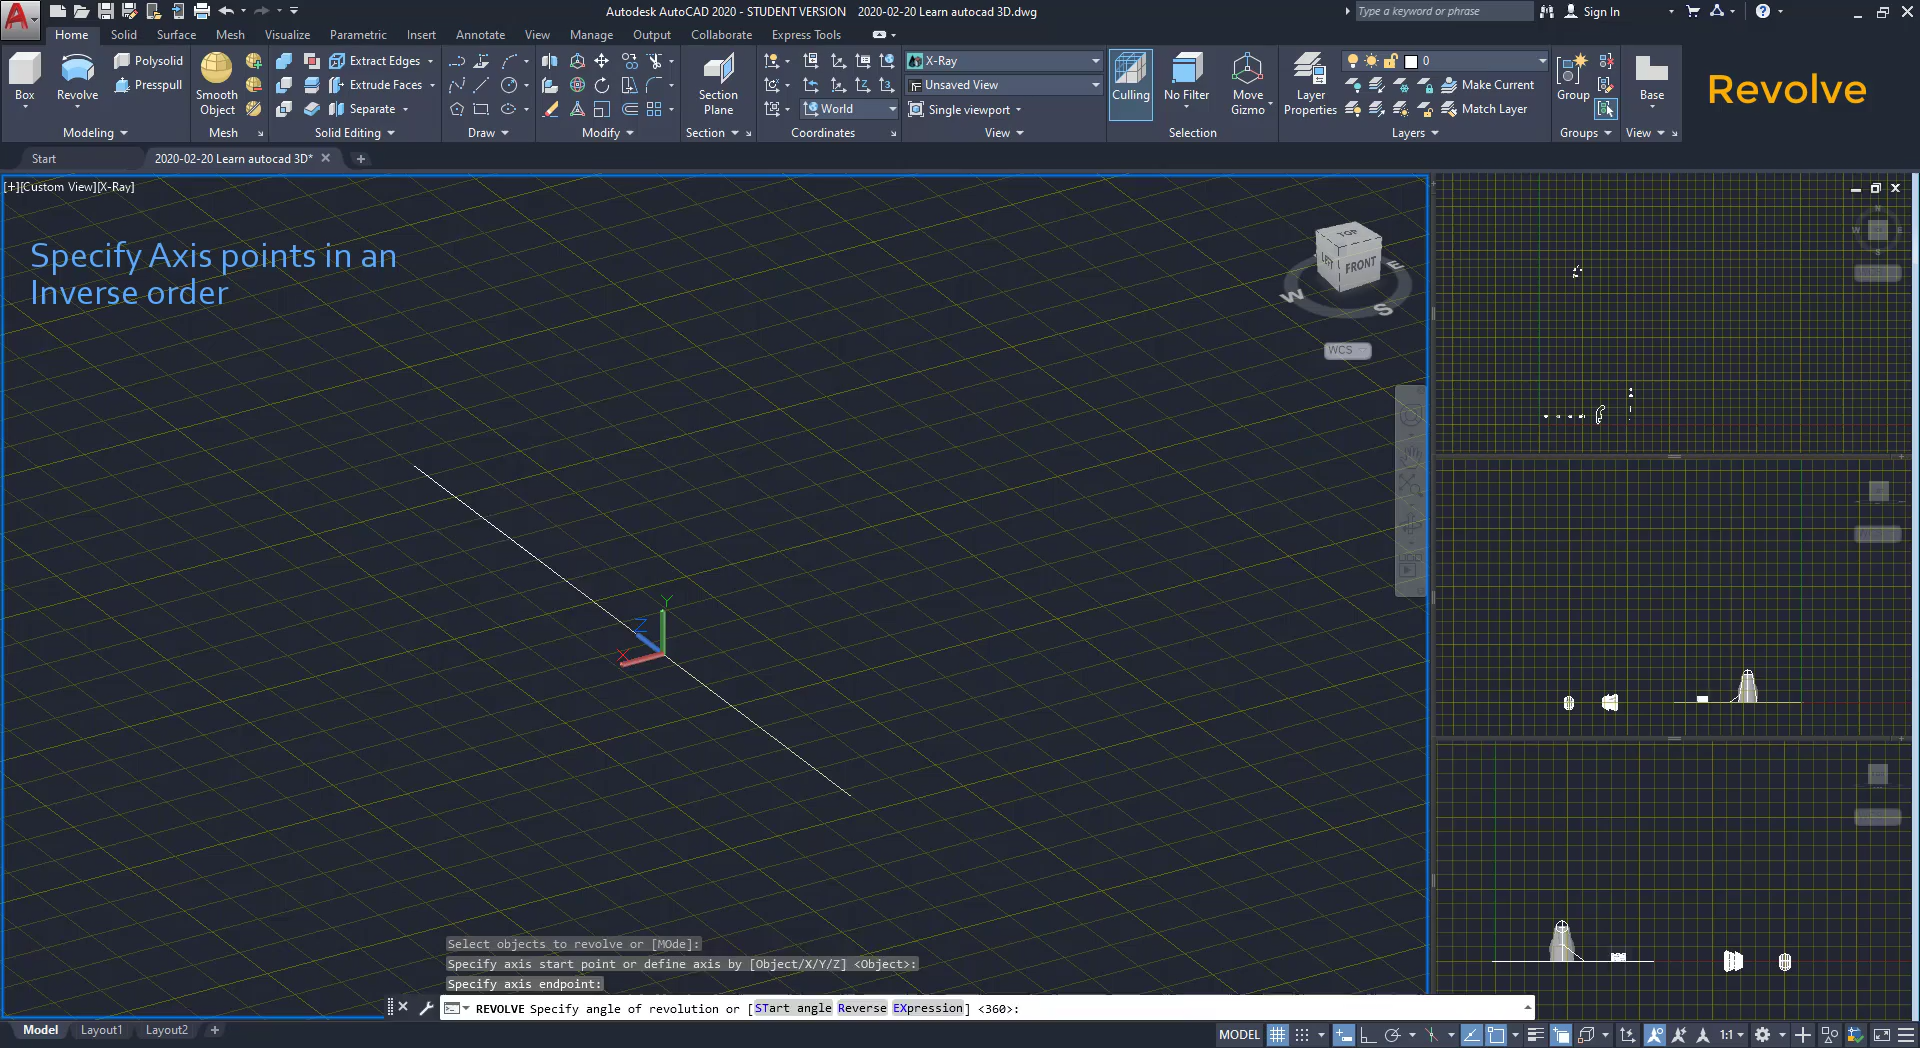 Autodesk AutoCAD 2020 - STUDENT VERSION 2020-02-20 Learn autocad 3D.dwg
Type a keyword or phrase
Sign In
Home Solid Surface Mesh Visualize Parametric Insert Annotate View Manage Output Collaborate Express Tools
Box
Revolve
Polysolid
Presspull
Modeling
Smooth
Object
Mesh
Extract Edges
Extrude Faces
Separate
Solid Editing
Draw
Modify
Section
Plane
Section
World
Coordinates
X-Ray
Unsaved View
Single viewport
View
Culling
No Filter
Move
Gizmo
Selection
Layer
Properties
0
Make Current
Match Layer
Layers
Group
Groups
Base
View
Revolve
Start
2020-02-20 Learn autocad 3D*
[+][Custom View][X-Ray]
Specify Axis points in an
Inverse order
TOP
LEFT
FRONT
E
W
S
WCS
Y
Z
X
N
W E
S
Select objects to revolve or [MOde]:
Specify axis start point or define axis by [Object/X/Y/Z] <Object>:
Specify axis endpoint:
REVOLVE Specify angle of revolution or [STart angle Reverse EXpression] <360>:
Model Layout1 Layout2
MODEL
1:1